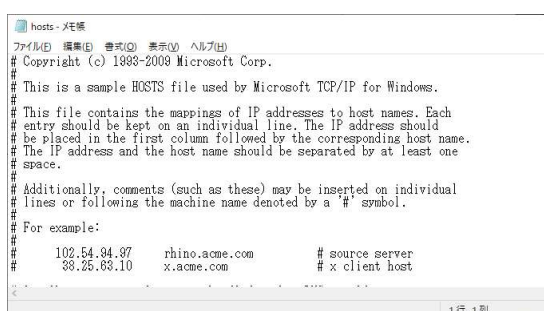 hosts - メモ帳
ファイル(F) 編集(E) 書式(O) 表示(V) ヘルプ(H)
# Copyright (c) 1993-2009 Microsoft Corp.
#
# This is a sample HOSTS file used by Microsoft TCP/IP for Windows.
#
# This file contains the mappings of IP addresses to host names. Each
# entry should be kept on an individual line. The IP address should
# be placed in the first column followed by the corresponding host name.
# The IP address and the host name should be separated by at least one
# space.
#
# Additionally, comments (such as these) may be inserted on individual
# lines or following the machine name denoted by a '#' symbol.
#
# For example:
#
# 102.54.94.97 rhino.acme.com # source server
# 38.25.63.10 x.acme.com # x client host
1行、1列